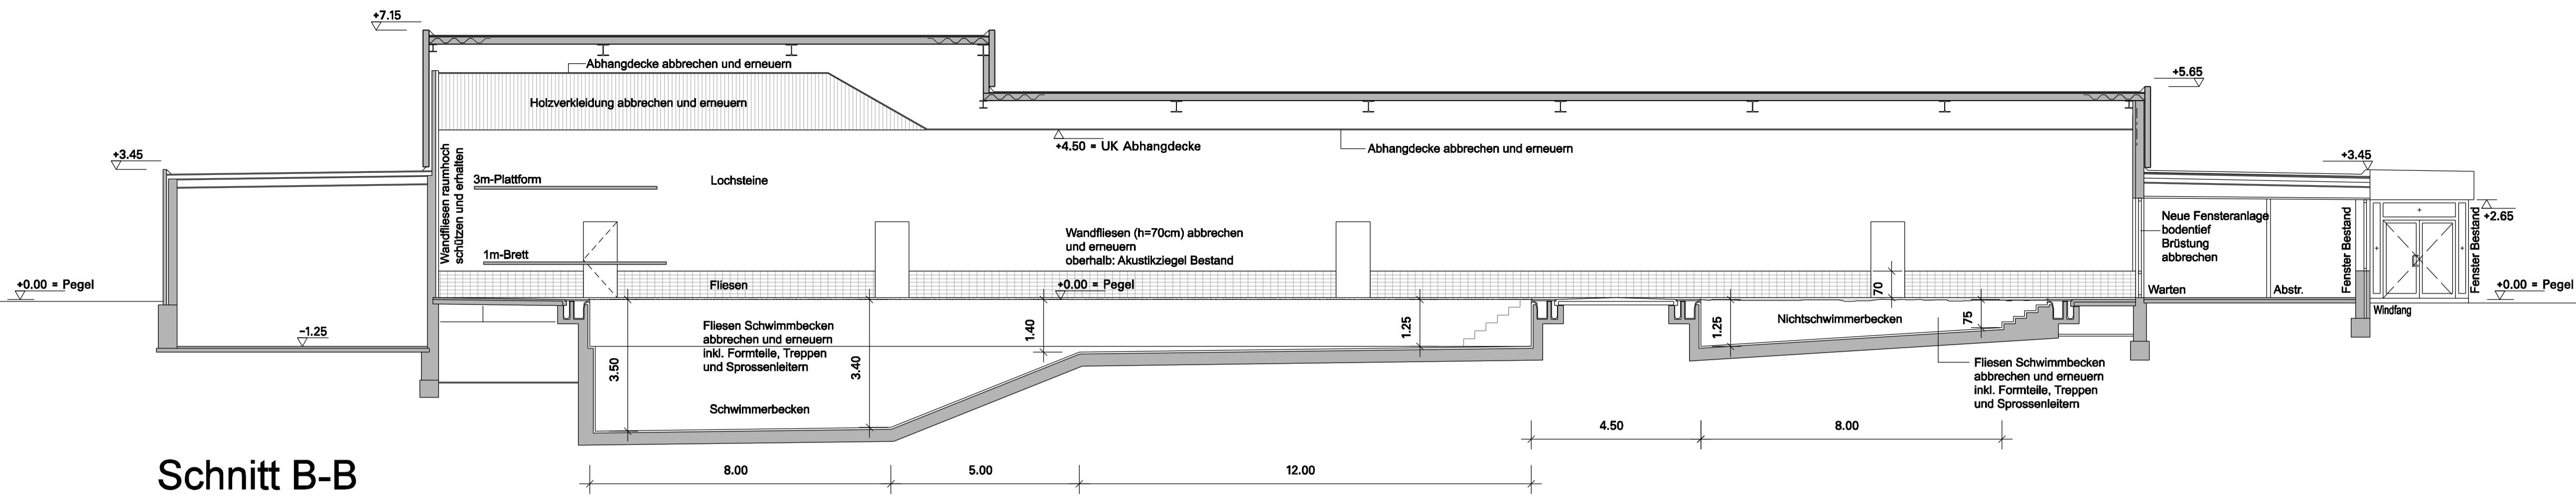 +7.15
Abhangdecke abbrechen und erneuern
Holzverkleidung abbrechen und erneuern
+5.65
+4.50 = UK Abhangdecke
Abhangdecke abbrechen und erneuern
+3.45
+3.45
Wandfliesen raumhoch
schützen und erhalten
3m-Plattform
Lochsteine
1m-Brett
Wandfliesen (h=70cm) abbrechen
und erneuern
oberhalb: Akustikziegel Bestand
Neue Fensteranlage
bodentief
Brüstung
abbrechen
Fenster Bestand
Fenster Bestand
+2.65
+0.00 = Pegel
Fliesen
+0.00 = Pegel
70
Warten
Abstr.
+0.00 = Pegel
Windfang
-1.25
Fliesen Schwimmbecken
abbrechen und erneuern
inkl. Formteile, Treppen
und Sprossenleitern
3.50
3.40
1.40
1.25
1.25
Nichtschwimmerbecken
75
Fliesen Schwimmbecken
abbrechen und erneuern
inkl. Formteile, Treppen
und Sprossenleitern
Schwimmerbecken
4.50
8.00
8.00
5.00
12.00
Schnitt B-B